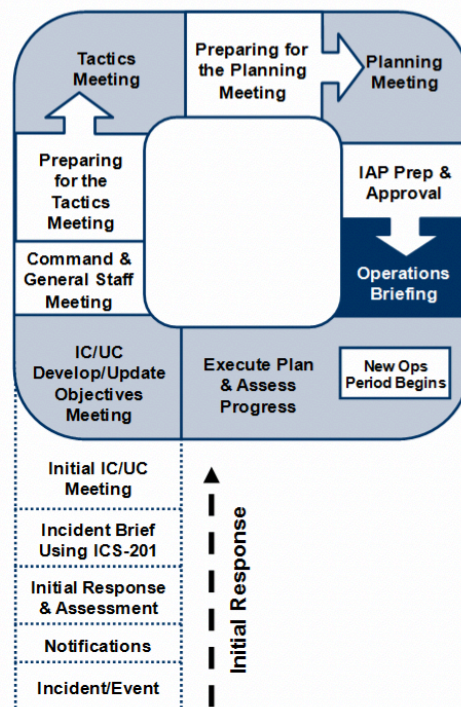 Tactics
Meeting
Preparing for
the Planning
Meeting
Planning
Meeting
Preparing
for the
Tactics
Meeting
IAP Prep &
Approval
Command &
General Staff
Meeting
Operations
Briefing
IC/UC
Develop/Update
Objectives
Meeting
Execute Plan
& Assess
Progress
New Ops
Period Begins
Initial IC/UC
Meeting
Incident Brief
Using ICS-201
Initial Response
& Assessment
Notifications
Incident/Event
Initial Response